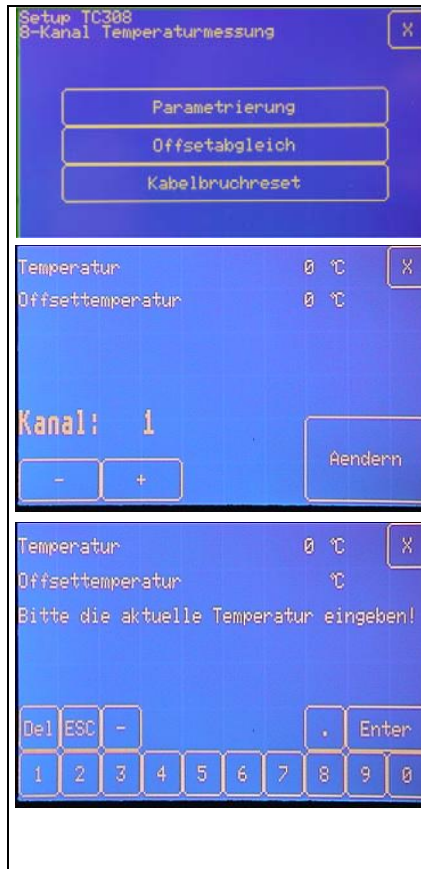 Setup TC308
8-Kanal Temperaturmessung
X
Parametrierung
Offsetabgleich
Kabelbruchreset
Temperatur 0 °C X
Offsettemperatur 0 °C
Kanal: 1
- + Aendern
Temperatur 0 °C X
Offsettemperatur °C
Bitte die aktuelle Temperatur eingeben!
Del ESC - . Enter
1 2 3 4 5 6 7 8 9 0